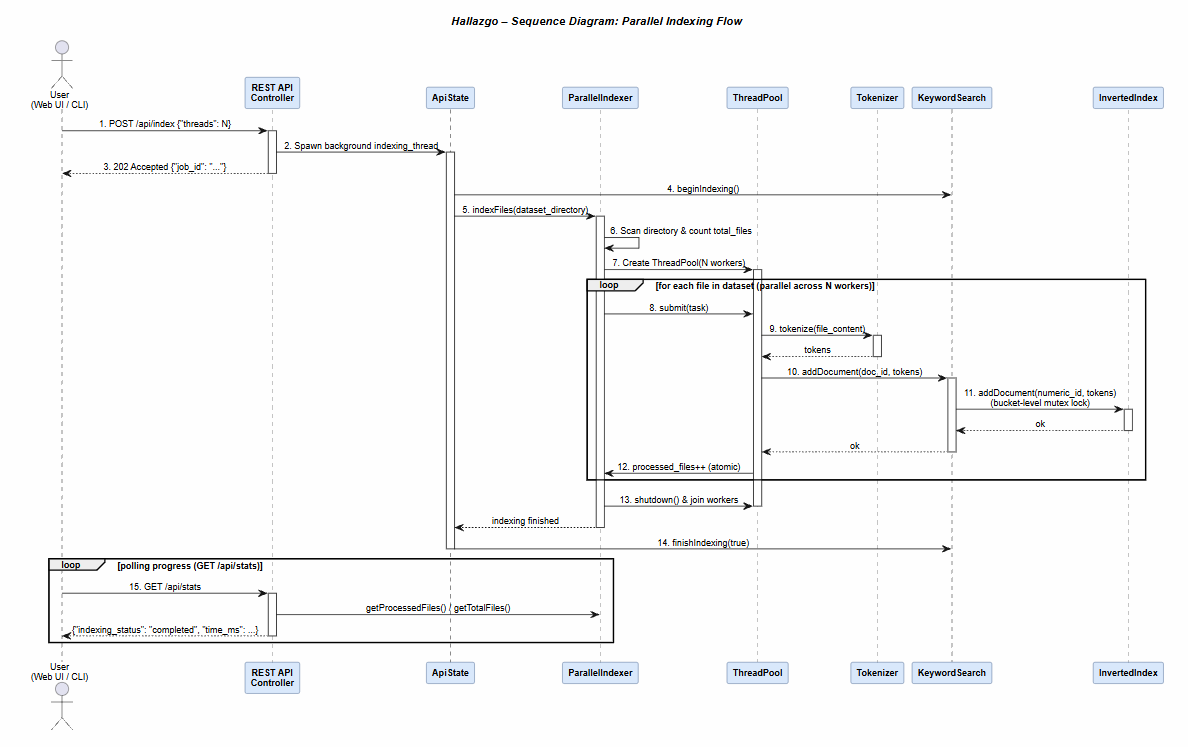 Hallazgo – Sequence Diagram: Parallel Indexing Flow
User
(Web UI / CLI)
REST API
Controller
ApiState
ParallelIndexer
ThreadPool
Tokenizer
KeywordSearch
InvertedIndex
1. POST /api/index {"threads": N}
2. Spawn background indexing_thread
3. 202 Accepted {"job_id": "..."}
4. beginIndexing()
5. indexFiles(dataset_directory)
6. Scan directory & count total_files
7. Create ThreadPool(N workers)
loop
[for each file in dataset (parallel across N workers)]
8. submit(task)
9. tokenize(file_content)
tokens
10. addDocument(doc_id, tokens)
11. addDocument(numeric_id, tokens)
(bucket-level mutex lock)
ok
ok
12. processed_files++ (atomic)
13. shutdown() & join workers
indexing finished
14. finishIndexing(true)
loop
[polling progress (GET /api/stats)]
15. GET /api/stats
getProcessedFiles() / getTotalFiles()
{"indexing_status": "completed", "time_ms": ...}
User
(Web UI / CLI)
REST API
Controller
ApiState
ParallelIndexer
ThreadPool
Tokenizer
KeywordSearch
InvertedIndex